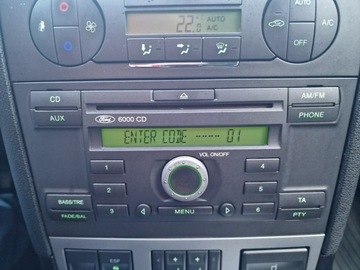 AUTO
22.0
AUTO
A/C
A/C
OFF
CD
AUX
Ford
6000 CD
AM/FM
PHONE
ENTER CODE ----- 01
VOL ON/OFF
1
4
2
5
BASS/TRE
FADE/BAL
3
MENU
6
TA
PTY
ESP